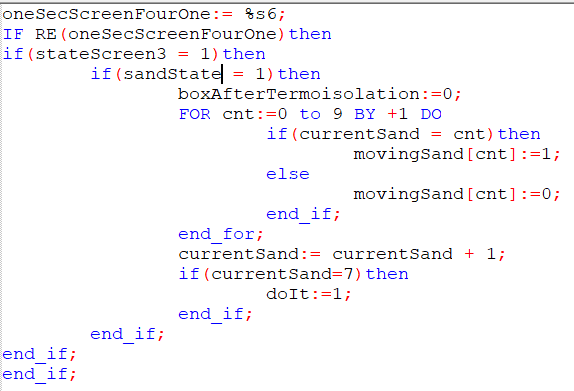 oneSecScreenFourOne:= %s6;
IF RE(oneSecScreenFourOne)then
if(stateScreen3 = 1)then
if(sandState = 1)then
boxAfterTermoisolation:=0;
FOR cnt:=0 to 9 BY +1 DO
if(currentSand = cnt)then
movingSand[cnt]:=1;
else
movingSand[cnt]:=0;
end_if;
end_for;
currentSand:= currentSand + 1;
if(currentSand=7)then
doIt:=1;
end_if;
end_if;
end_if;
end_if;